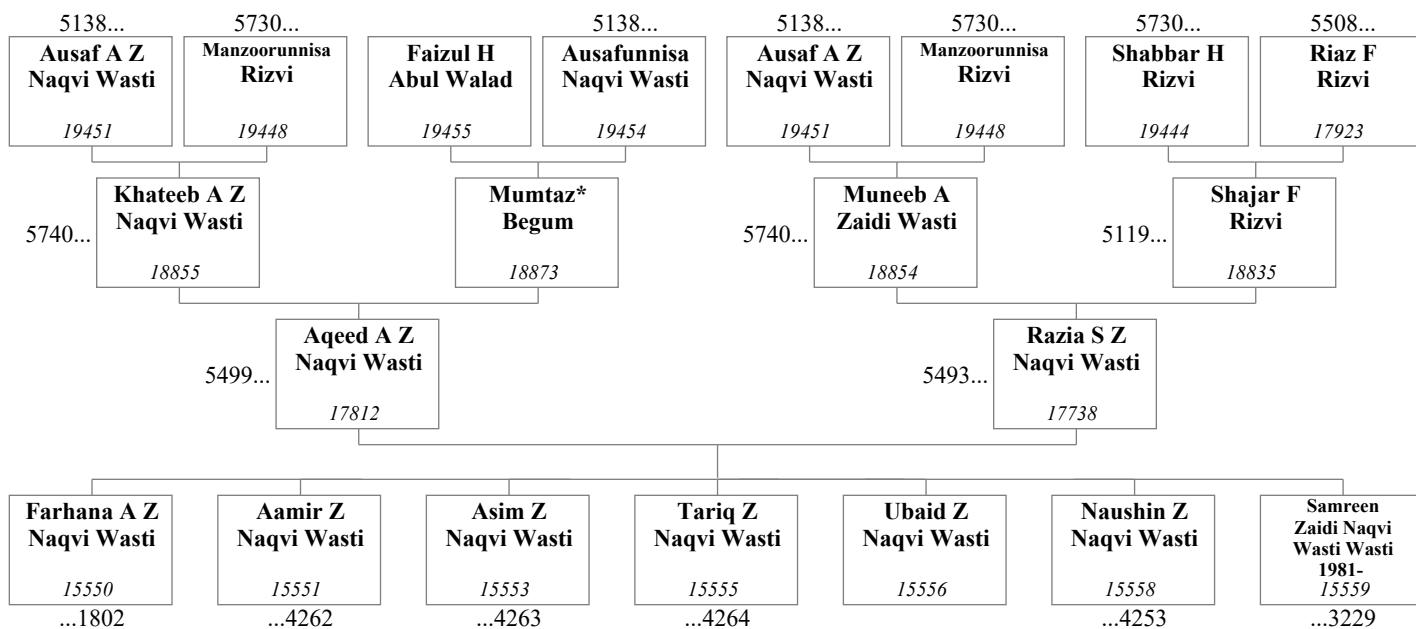 5138... 5730... 5138... 5138... 5730... 5730... 5508...
Ausaf A Z
Naqvi Wasti
19451
Manzoorunnisa
Rizvi
19448
Faizul H
Abul Walad
19455
Ausafunnisa
Naqvi Wasti
19454
Ausaf A Z
Naqvi Wasti
19451
Manzoorunnisa
Rizvi
19448
Shabbar H
Rizvi
19444
Riaz F
Rizvi
17923
5740...
Khateeb A Z
Naqvi Wasti
18855
Mumtaz*
Begum
18873
5740...
Muneeb A
Zaidi Wasti
18854
5119...
Shajar F
Rizvi
18835
5499...
Aqeed A Z
Naqvi Wasti
17812
5493...
Razia S Z
Naqvi Wasti
17738
Farhana A Z
Naqvi Wasti
15550
Aamir Z
Naqvi Wasti
15551
Asim Z
Naqvi Wasti
15553
Tariq Z
Naqvi Wasti
15555
Ubaid Z
Naqvi Wasti
15556
Naushin Z
Naqvi Wasti
15558
Samreen
Zaidi Naqvi
Wasti Wasti
1981-
15559
...1802 ...4262 ...4263 ...4264 ...4253 ...3229